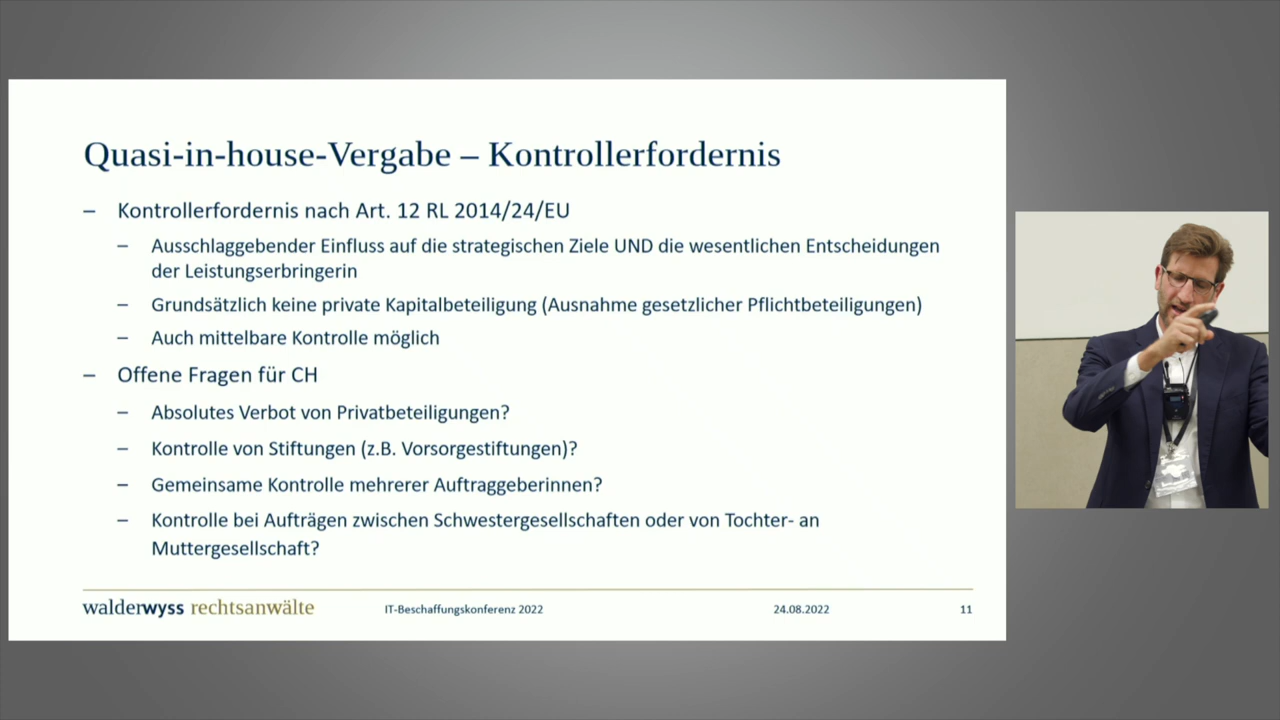 Quasi-in-house-Vergabe – Kontrollerfordernis
– Kontrollerfordernis nach Art. 12 RL 2014/24/EU
– Ausschlaggebender Einfluss auf die strategischen Ziele UND die wesentlichen Entscheidungen
der Leistungserbringerin
– Grundsätzlich keine private Kapitalbeteiligung (Ausnahme gesetzlicher Pflichtbeteiligungen)
– Auch mittelbare Kontrolle möglich
– Offene Fragen für CH
– Absolutes Verbot von Privatbeteiligungen?
– Kontrolle von Stiftungen (z.B. Vorsorgestiftungen)?
– Gemeinsame Kontrolle mehrerer Auftraggeberinnen?
– Kontrolle bei Aufträgen zwischen Schwestergesellschaften oder von Tochter- an
Muttergesellschaft?
walderwyss rechtsanwälte IT-Beschaffungskonferenz 2022 24.08.2022 11